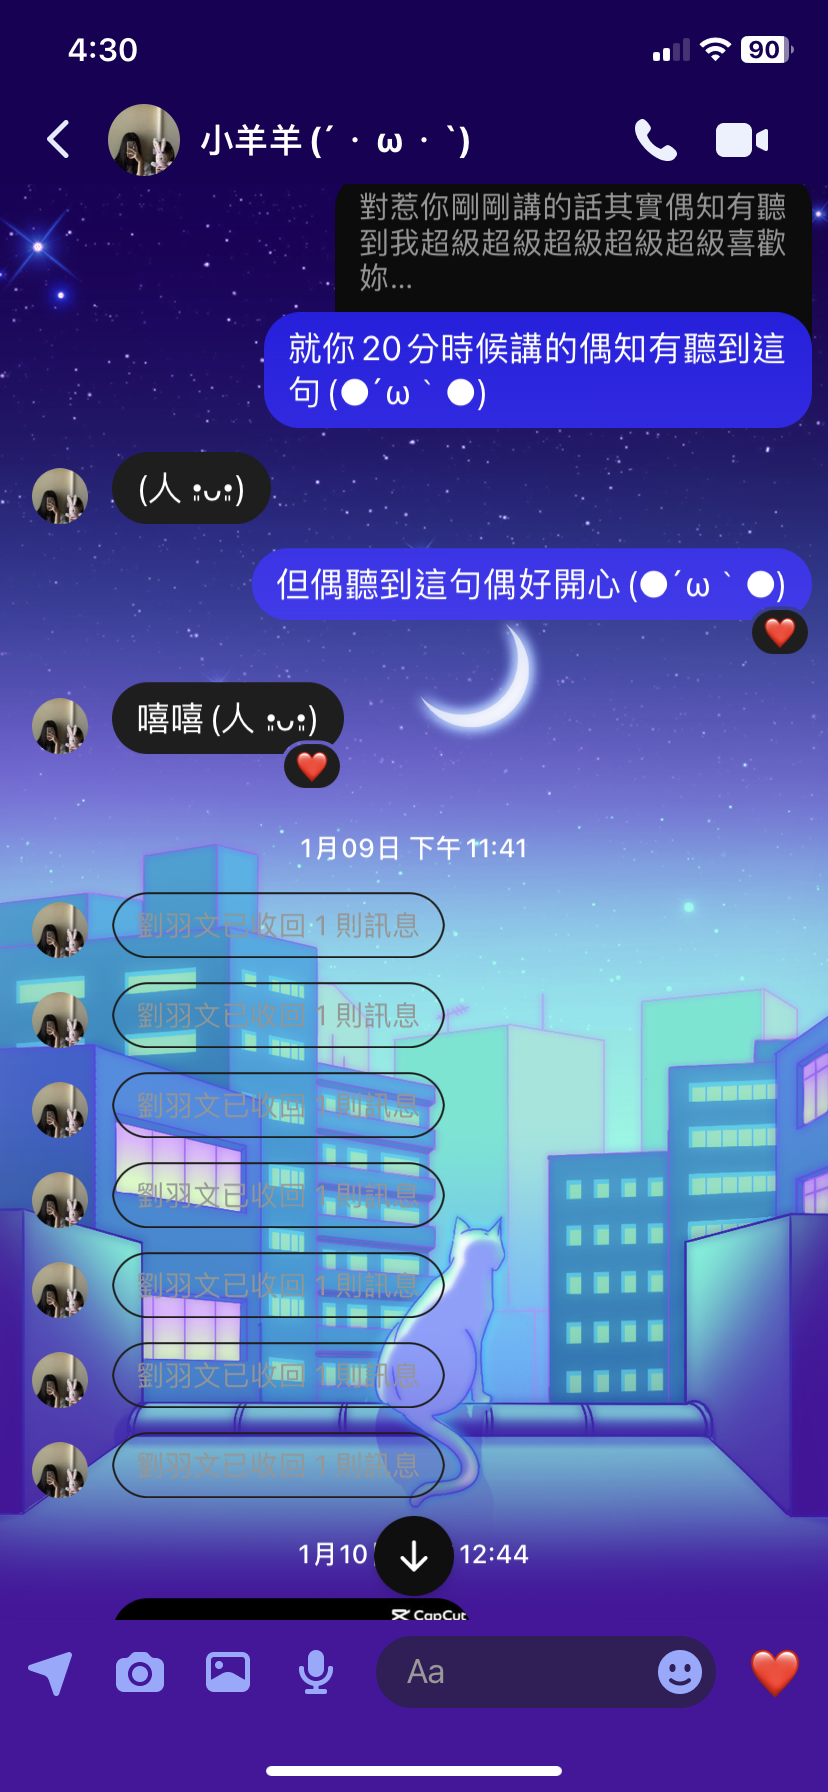 4:30
90
小羊羊 (´・ω・`)
對惹你剛剛講的話其實偶知有聽
到我超級超級超級超級超級喜歡
妳...
就你 20 分時候講的偶知有聽到這
句 (●´ω｀●)
(人 •͈ᴗ•͈)
但偶聽到這句偶好開心 (●´ω｀●)
嘻嘻 (人 •͈ᴗ•͈)
1月09日 下午11:41
劉羽文已收回 1 則訊息
劉羽文已收回 1 則訊息
劉羽文已收回 1 則訊息
劉羽文已收回 1 則訊息
劉羽文已收回 1 則訊息
劉羽文已收回 1 則訊息
劉羽文已收回 1 則訊息
1月10 12:44
CapCut
Aa